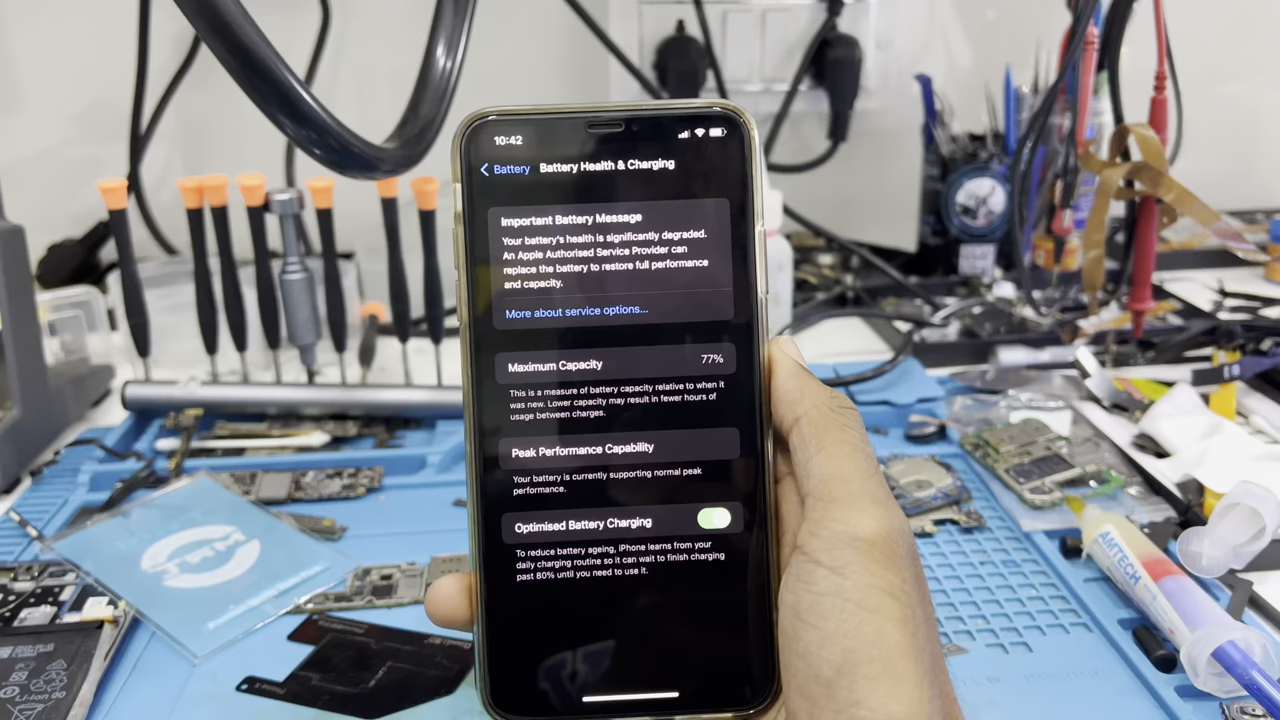 10:42
Battery
Battery Health & Charging
Important Battery Message
Your battery's health is significantly degraded.
An Apple Authorised Service Provider can
replace the battery to restore full performance
and capacity.
More about service options...
Maximum Capacity
77%
This is a measure of battery capacity relative to when it
was new. Lower capacity may result in fewer hours of
usage between charges.
Peak Performance Capability
Your battery is currently supporting normal peak
performance.
Optimised Battery Charging
To reduce battery ageing, iPhone learns from your
daily charging routine so it can wait to finish charging
past 80% until you need to use it.
AMTECH
Li-ion 00